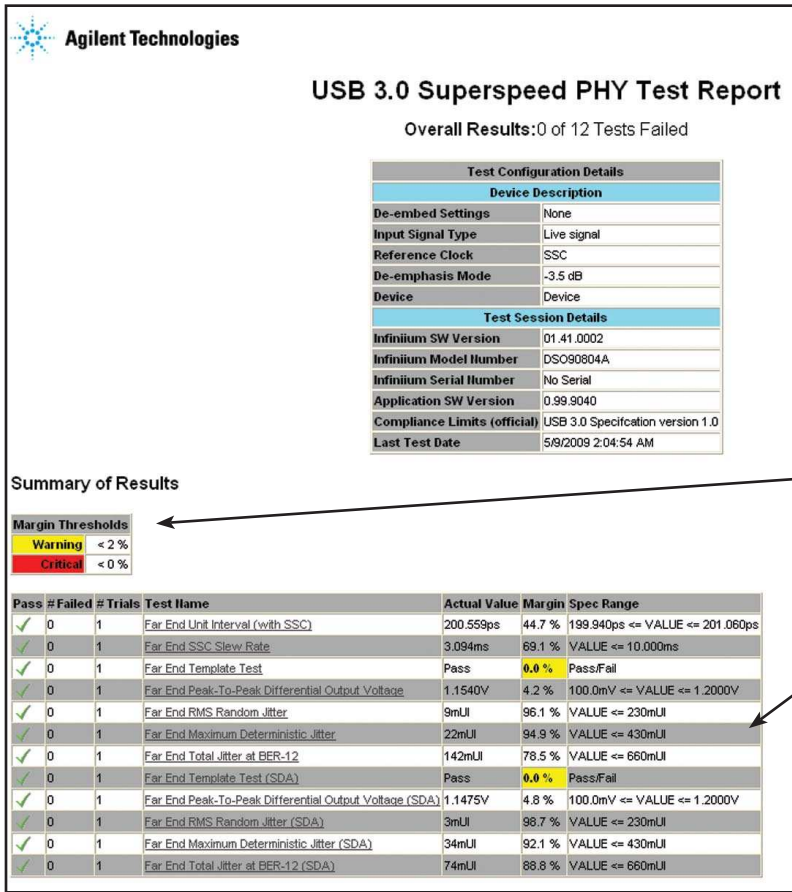 Agilent Technologies
USB 3.0 Superspeed PHY Test Report
Overall Results:0 of 12 Tests Failed
Test Configuration Details
Device Description
De-embed Settings None
Input Signal Type Live signal
Reference Clock SSC
De-emphasis Mode -3.5 dB
Device Device
Test Session Details
Infiniium SW Version 01.41.0002
Infiniium Model Number DSO90804A
Infiniium Serial Number No Serial
Application SW Version 0.99.9040
Compliance Limits (official) USB 3.0 Specifcation version 1.0
Last Test Date 5/9/2009 2:04:54 AM
Summary of Results
Margin Thresholds
Warning < 2 %
Critical < 0 %
Pass # Failed # Trials Test Name Actual Value Margin Spec Range
0 1 Far End Unit Interval (with SSC) 200.559ps 44.7 % 199.940ps <= VALUE <= 201.060ps
0 1 Far End SSC Slew Rate 3.094ms 69.1 % VALUE <= 10.000ms
0 1 Far End Template Test Pass 0.0 % Pass/Fail
0 1 Far End Peak-To-Peak Differential Output Voltage 1.1540V 4.2 % 100.0mV <= VALUE <= 1.2000V
0 1 Far End RMS Random Jitter 9mUI 96.1 % VALUE <= 230mUI
0 1 Far End Maximum Deterministic Jitter 22mUI 94.9 % VALUE <= 430mUI
0 1 Far End Total Jitter at BER-12 142mUI 78.5 % VALUE <= 660mUI
0 1 Far End Template Test (SDA) Pass 0.0 % Pass/Fail
0 1 Far End Peak-To-Peak Differential Output Voltage (SDA) 1.1475V 4.8 % 100.0mV <= VALUE <= 1.2000V
0 1 Far End RMS Random Jitter (SDA) 3mUI 98.7 % VALUE <= 230mUI
0 1 Far End Maximum Deterministic Jitter (SDA) 34mUI 92.1 % VALUE <= 430mUI
0 1 Far End Total Jitter at BER-12 (SDA) 74mUI 88.8 % VALUE <= 660mUI